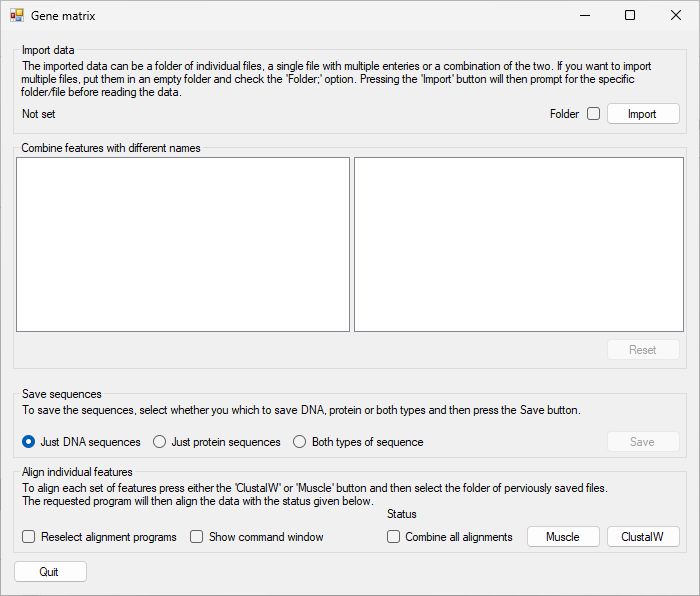 Gene matrix
Import data
The imported data can be a folder of individual files, a single file with multiple enteries or a combination of the two. If you want to import
multiple files, put them in an empty folder and check the 'Folder;' option. Pressing the 'Import' button will then prompt for the specific
folder/file before reading the data.
Not set
Folder
Import
Combine features with different names
Reset
Save sequences
To save the sequences, select whether you which to save DNA, protein or both types and then press the Save button.
Just DNA sequences
Just protein sequences
Both types of sequence
Save
Align individual features
To align each set of features press either the 'ClustalW' or 'Muscle' button and then select the folder of perviously saved files.
The requested program will then align the data with the status given below.
Status
Reselect alignment programs
Show command window
Combine all alignments
Muscle
ClustalW
Quit